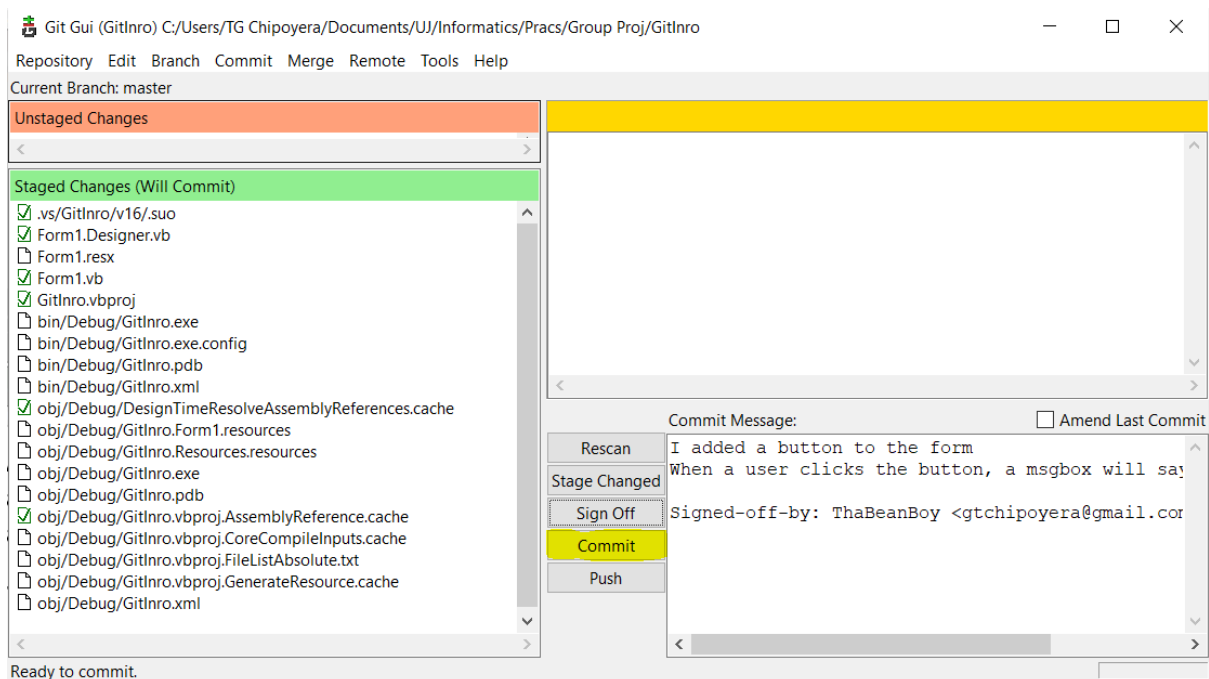 Git Gui (GitInro) C:/Users/TG Chipoyera/Documents/UJ/Informatics/Pracs/Group Proj/GitInro
Repository Edit Branch Commit Merge Remote Tools Help
Current Branch: master
Unstaged Changes
Staged Changes (Will Commit)
.vs/GitInro/v16/.suo
Form1.Designer.vb
Form1.resx
Form1.vb
GitInro.vbproj
bin/Debug/GitInro.exe
bin/Debug/GitInro.exe.config
bin/Debug/GitInro.pdb
bin/Debug/GitInro.xml
obj/Debug/DesignTimeResolveAssemblyReferences.cache
obj/Debug/GitInro.Form1.resources
obj/Debug/GitInro.Resources.resources
obj/Debug/GitInro.exe
obj/Debug/GitInro.pdb
obj/Debug/GitInro.vbproj.AssemblyReference.cache
obj/Debug/GitInro.vbproj.CoreCompileInputs.cache
obj/Debug/GitInro.vbproj.FileListAbsolute.txt
obj/Debug/GitInro.vbproj.GenerateResource.cache
obj/Debug/GitInro.xml
Commit Message:
Amend Last Commit
Rescan
Stage Changed
Sign Off
Commit
Push
I added a button to the form
When a user clicks the button, a msgbox will say
Signed-off-by: ThaBeanBoy <gtchipoyera@gmail.com
Ready to commit.